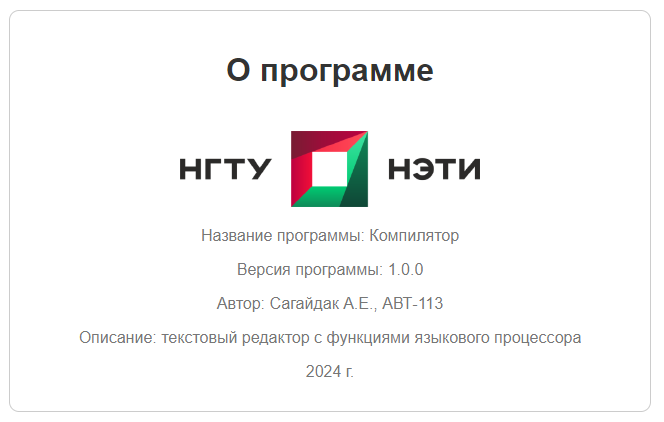 О программе
НГТУ НЭТИ
Название программы: Компилятор
Версия программы: 1.0.0
Автор: Сагайдак А.Е., АВТ-113
Описание: текстовый редактор с функциями языкового процессора
2024 г.